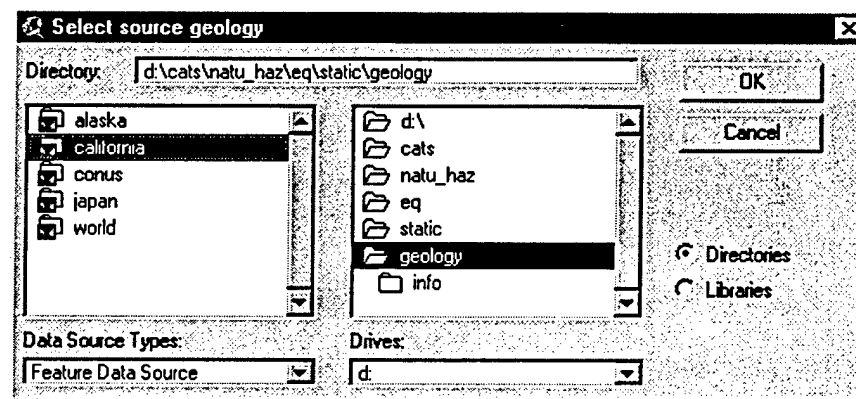 Select source geology
Directory: d:\cats\natu_haz\eq\static\geology
OK
alaska
california
conus
japan
world
d:\
cats
natu_haz
eq
static
geology
info
Cancel
Directories
Libraries
Data Source Types:
Feature Data Source
Drives:
d: